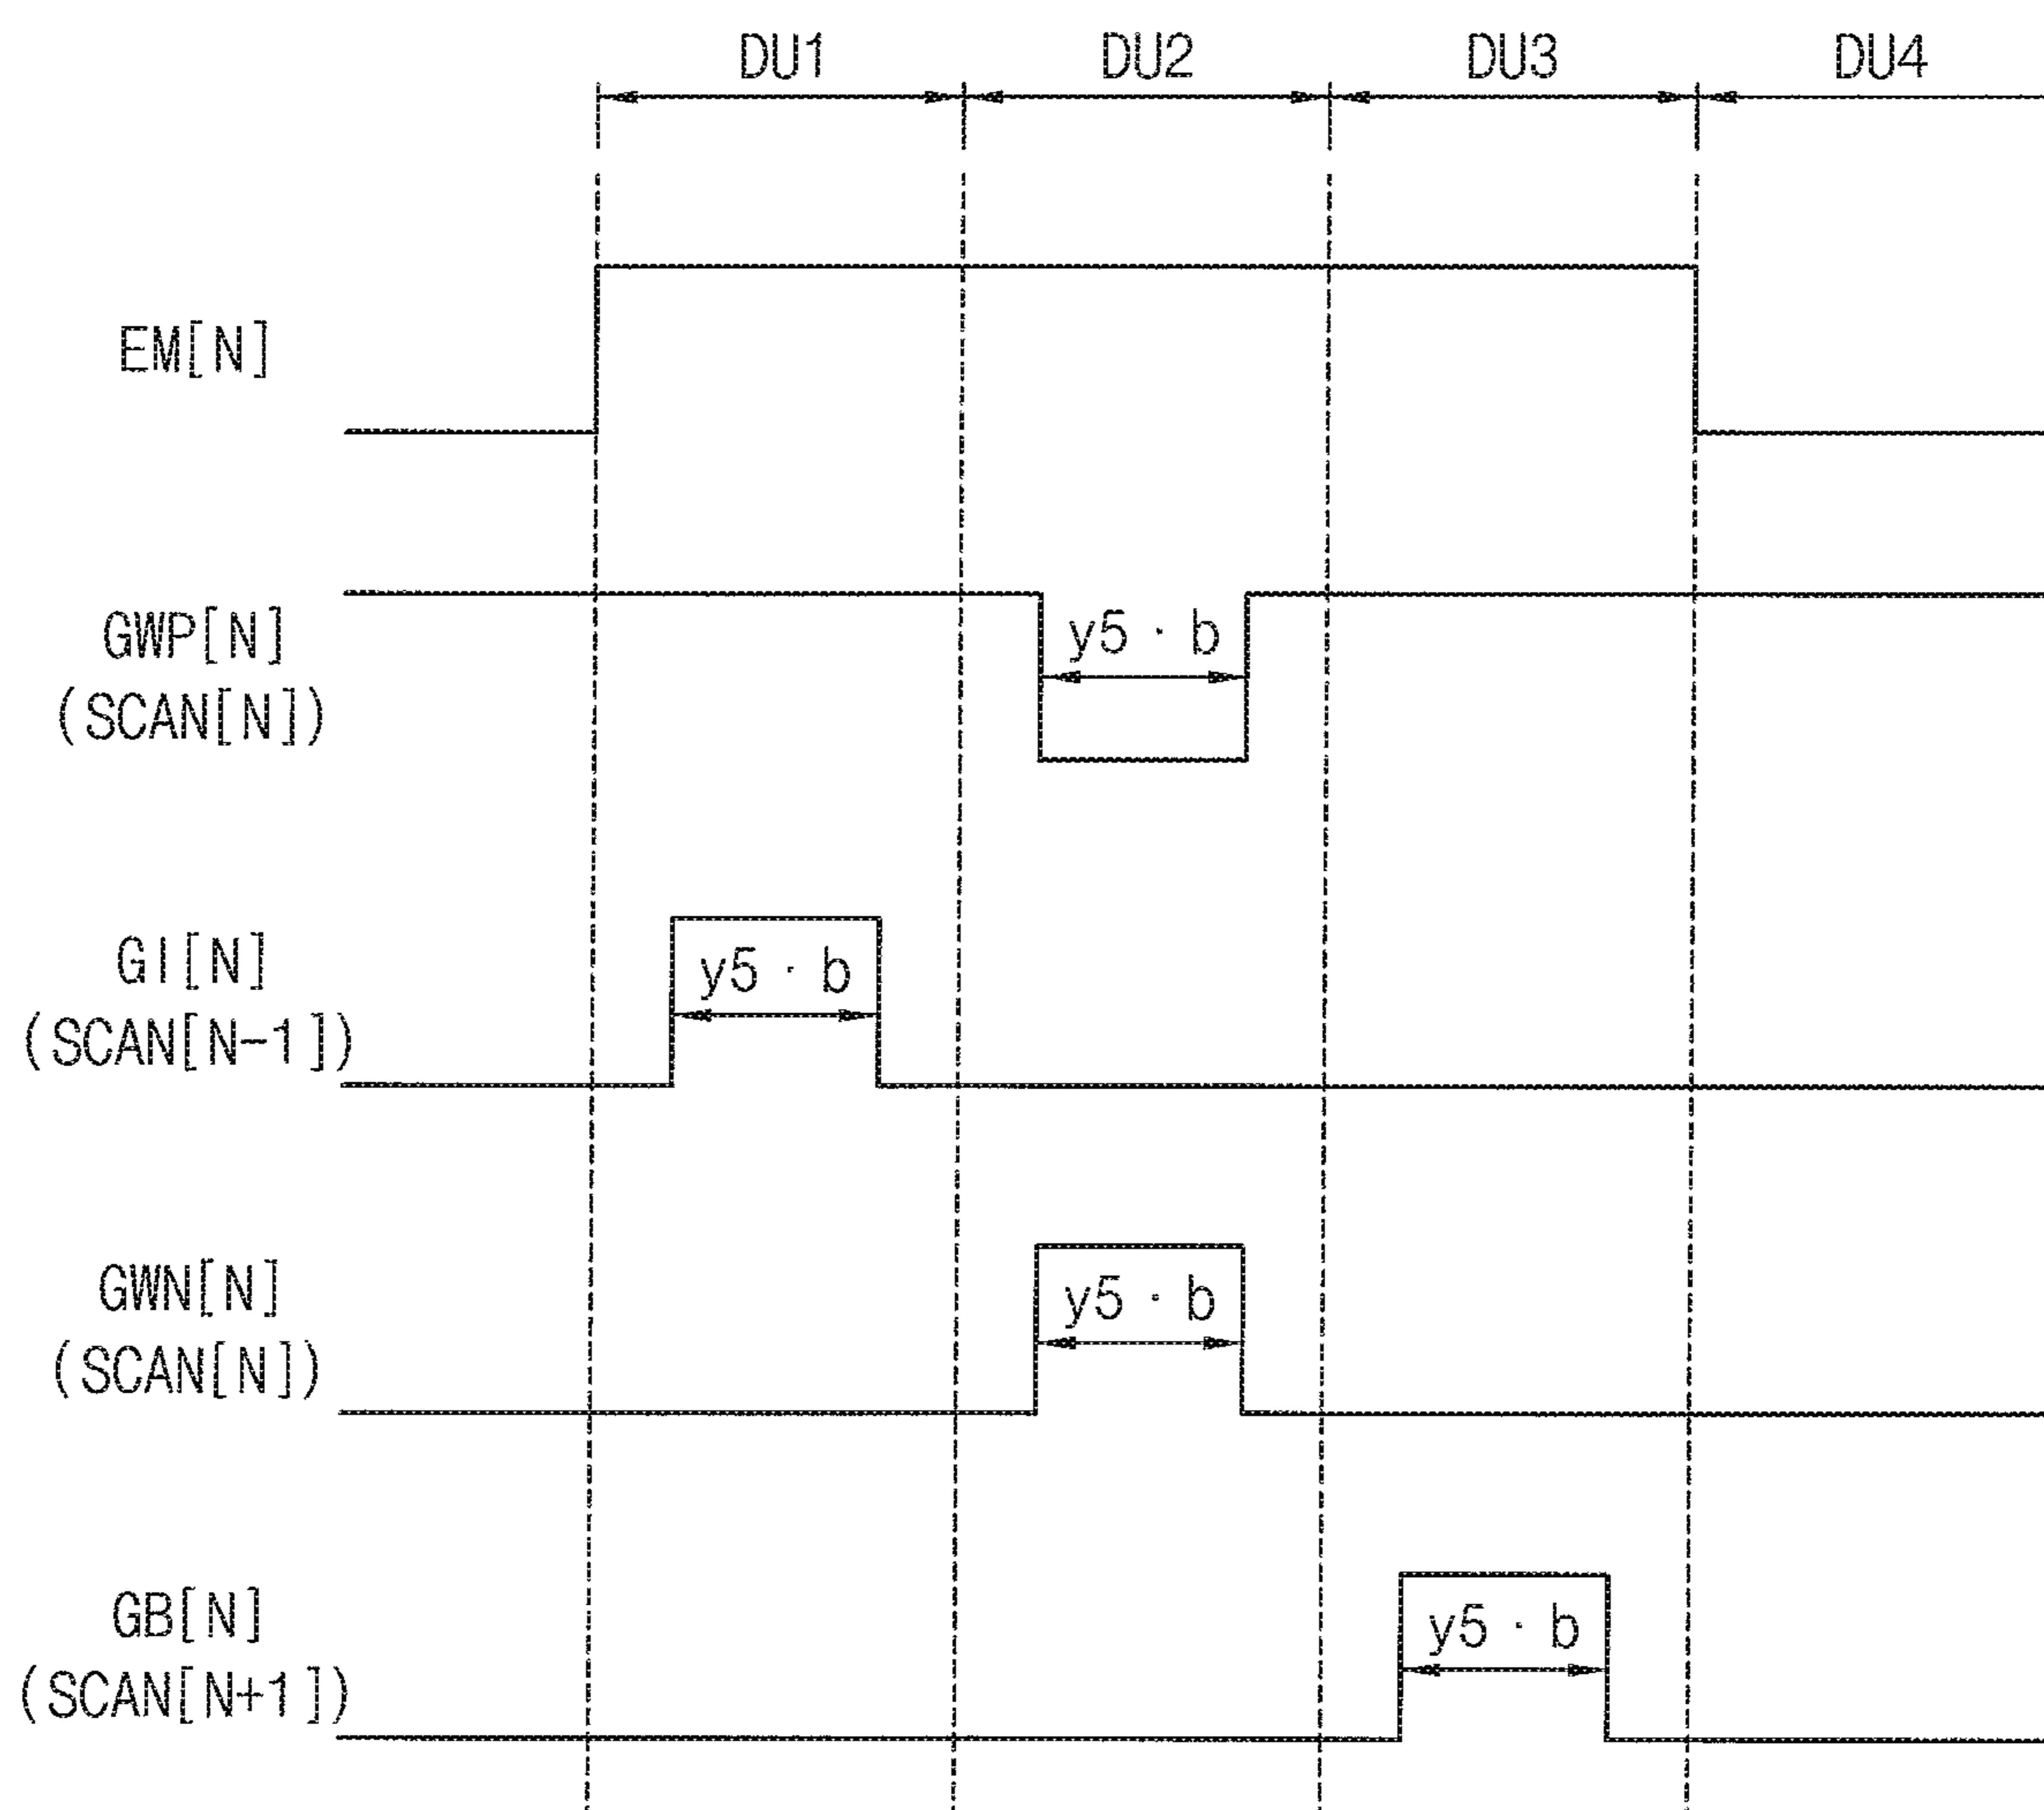 DU1 DU2 DU3 DU4
EM[N]
GWP[N]
(SCAN[N])
y5 · b
GI[N]
(SCAN[N-1])
y5 · b
GWN[N]
(SCAN[N])
y5 · b
GB[N]
(SCAN[N+1])
y5 · b